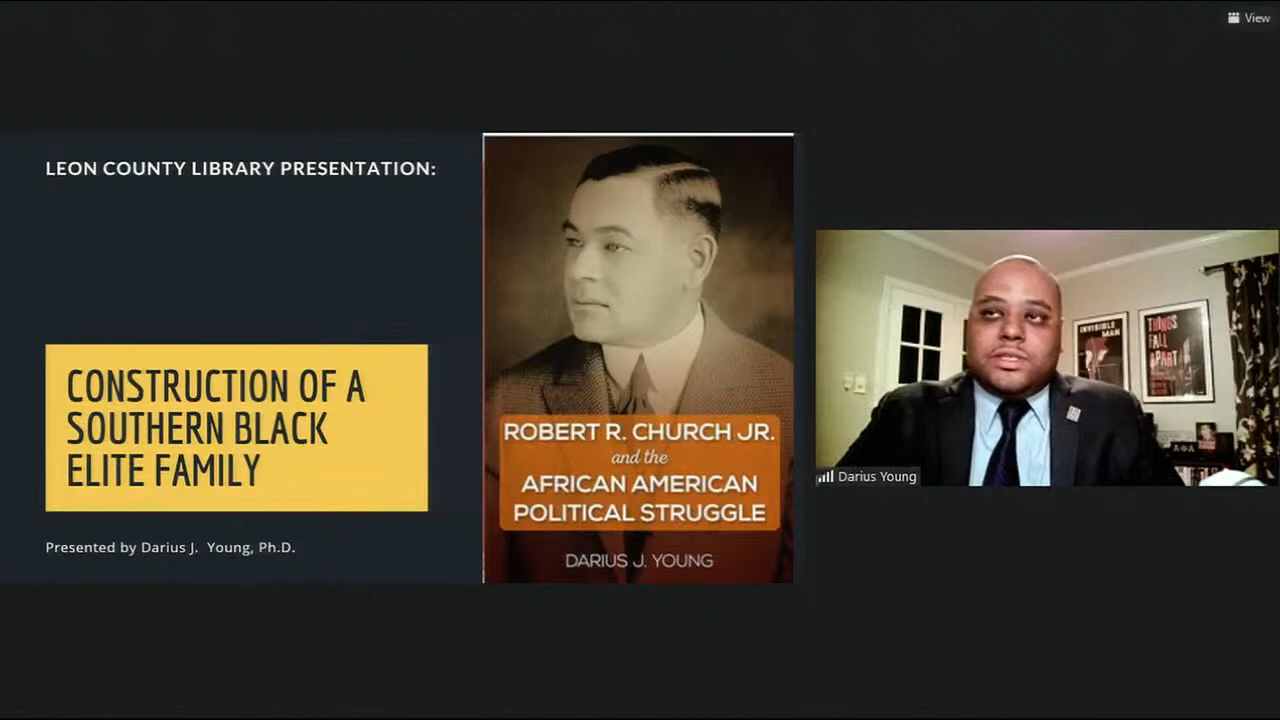 View
LEON COUNTY LIBRARY PRESENTATION:
CONSTRUCTION OF A
SOUTHERN BLACK
ELITE FAMILY
Presented by Darius J. Young, Ph.D.
ROBERT R. CHURCH JR.
and the
AFRICAN AMERICAN
POLITICAL STRUGGLE
DARIUS J. YOUNG
INVISIBLE
MAN
THINGS
FALL
APART
ΑΦΑ
Darius Young